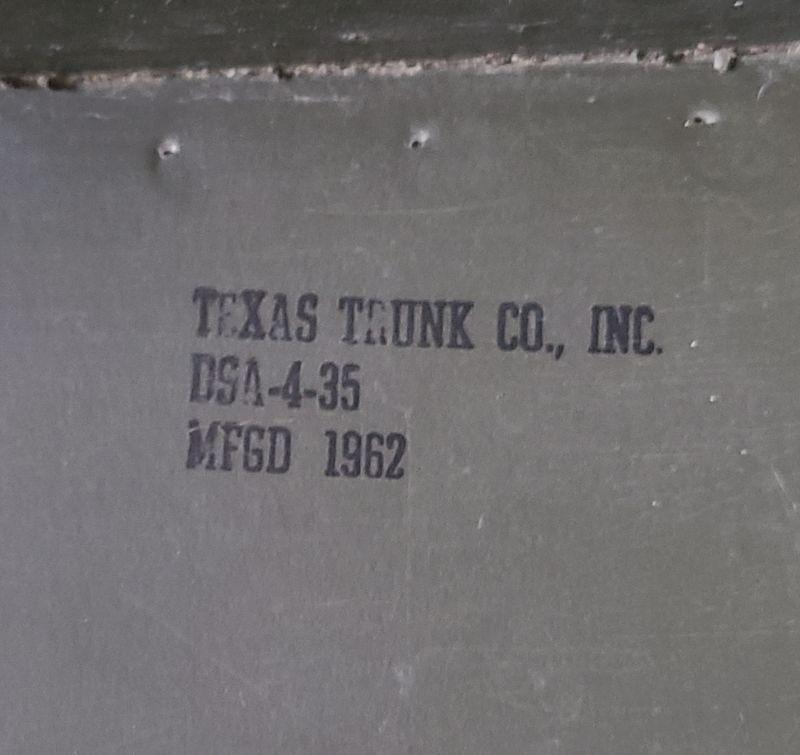 TEXAS TRUNK CO., INC.
DSA-4-35
MFGD 1962